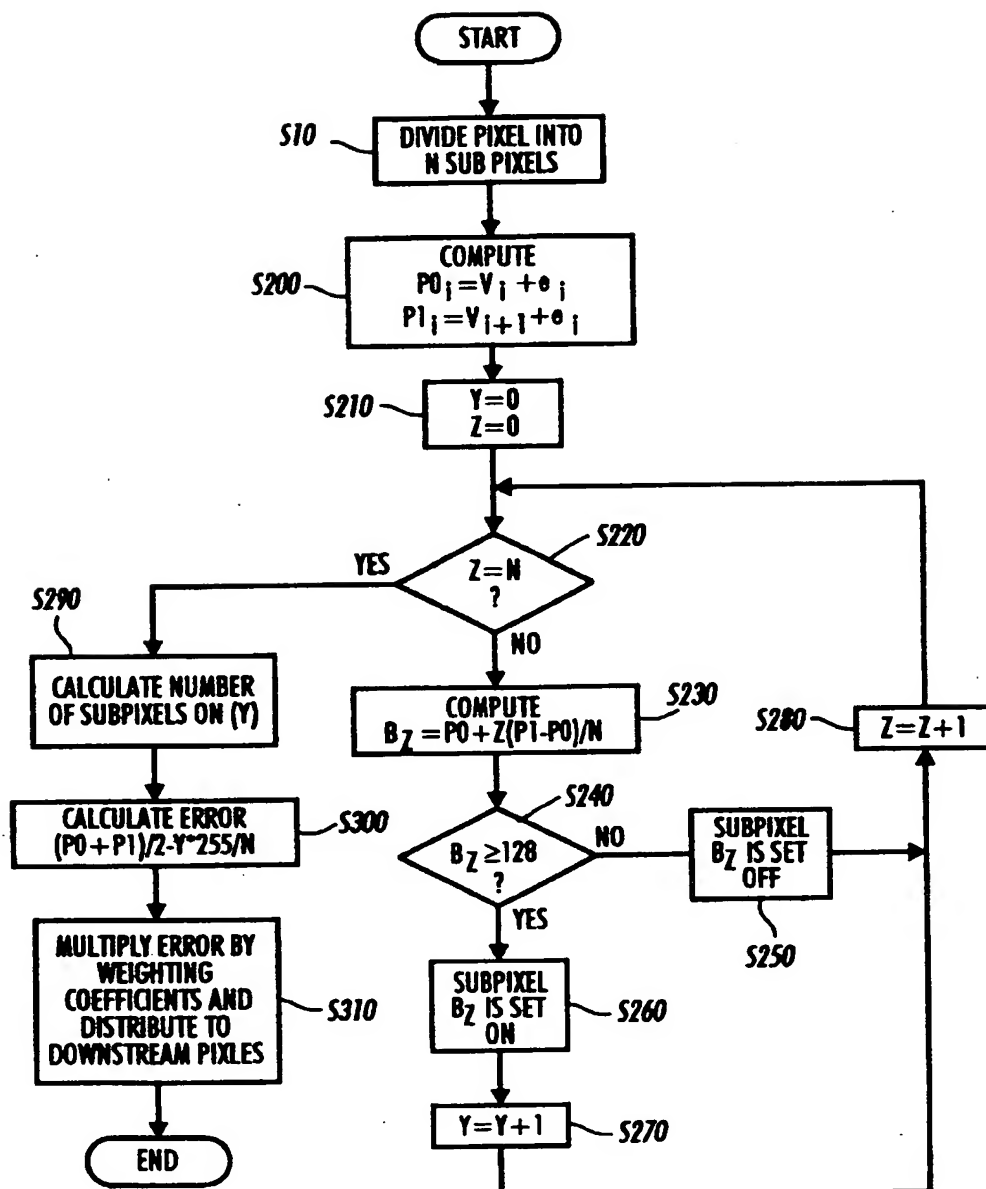 START
S10
DIVIDE PIXEL INTO
N SUB PIXELS
S200
COMPUTE
P0i=Vi+ei
P1i=Vi+1+ei
S210
Y=0
Z=0
S220
YES
Z=N
?
NO
S290
CALCULATE NUMBER
OF SUBPIXELS ON (Y)
COMPUTE
BZ=P0+Z(P1-P0)/N
S230
S280
Z=Z+1
CALCULATE ERROR
(P0+P1)/2-Y*255/N
S300
S240
BZ≥128
?
NO
YES
SUBPIXEL
BZ IS SET
OFF
S250
MULTIPLY ERROR BY
WEIGHTING
COEFFICIENTS AND
DISTRIBUTE TO
DOWNSTREAM PIXLES
S310
SUBPIXEL
BZ IS SET
ON
S260
Y=Y+1
S270
END